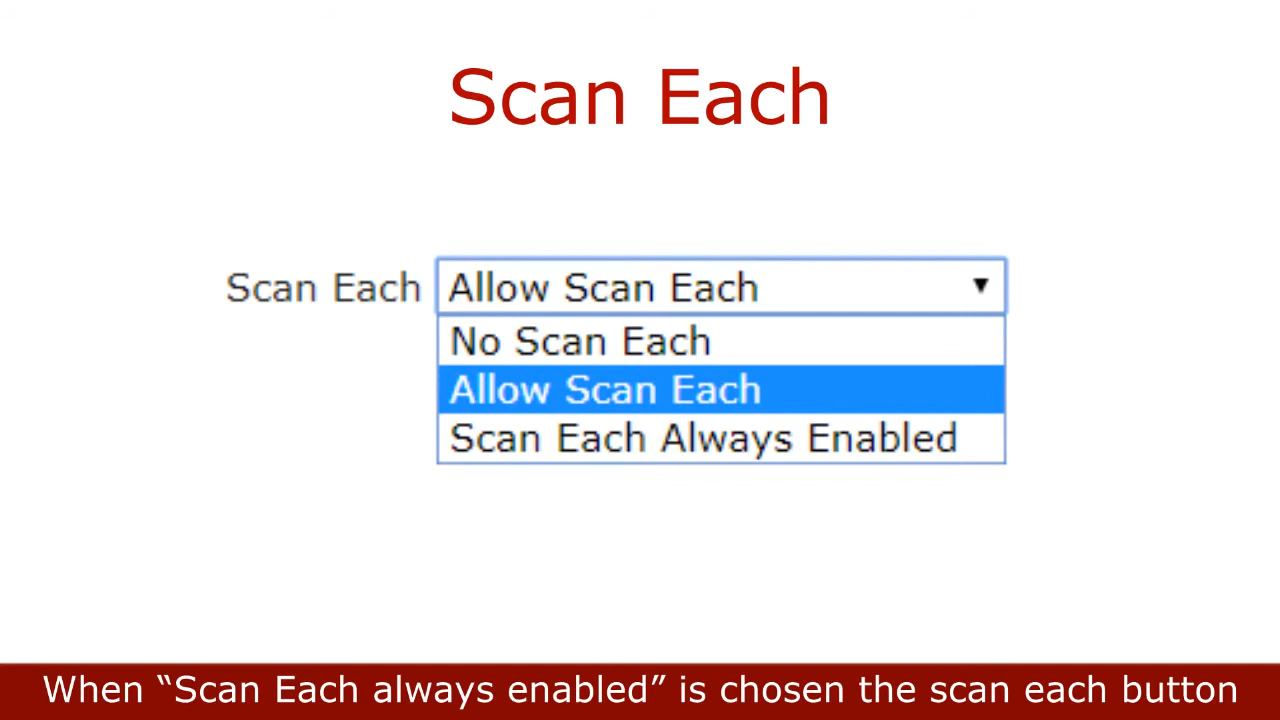 Scan Each
Scan Each Allow Scan Each ▼
No Scan Each
Allow Scan Each
Scan Each Always Enabled
When “Scan Each always enabled” is chosen the scan each button